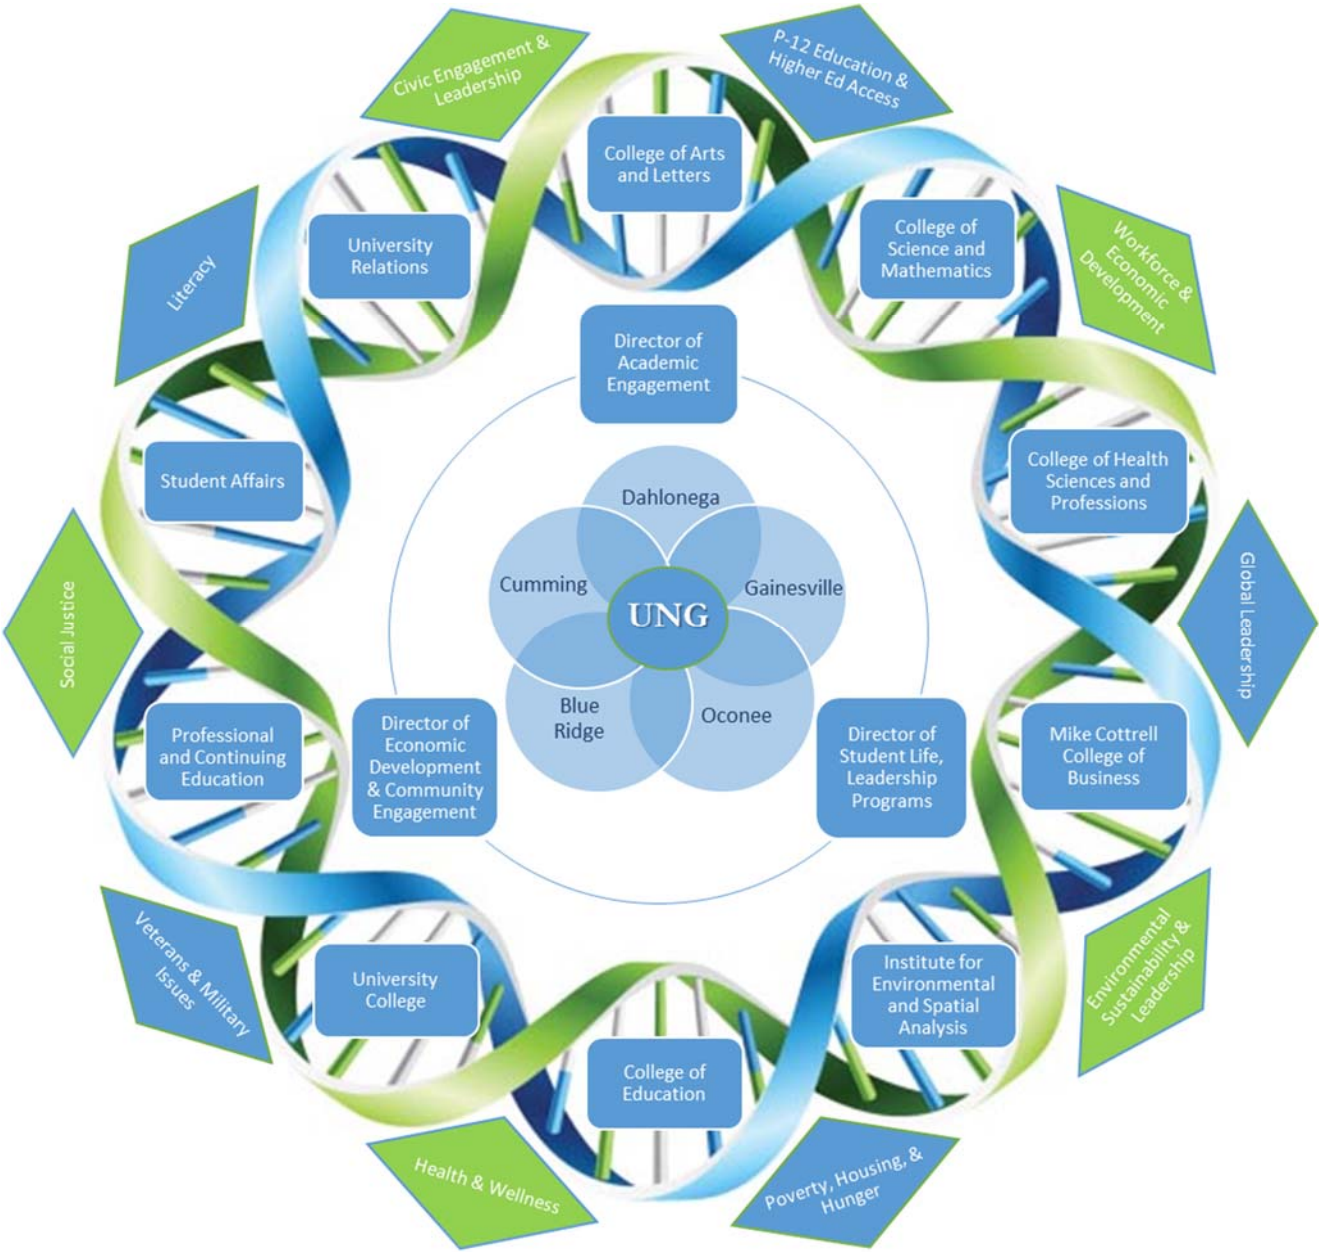 Civic Engagement &
Leadership
P-12 Education &
Higher Ed Access
College of Arts
and Letters
University
Relations
College of
Science and
Mathematics
Workforce &
Economic
Development
Literacy
Director of
Academic
Engagement
Student Affairs
College of Health
Sciences and
Professions
Dahlonega
Cumming
Gainesville
UNG
Blue
Ridge
Oconee
Social Justice
Global Leadership
Professional
and Continuing
Education
Director of
Economic
Development
& Community
Engagement
Director of
Student Life,
Leadership
Programs
Mike Cottrell
College of
Business
Veterans & Military
Issues
University
College
Institute for
Environmental
and Spatial
Analysis
Environmental
Sustainability &
Leadership
College of
Education
Health & Wellness
Poverty, Housing, &
Hunger